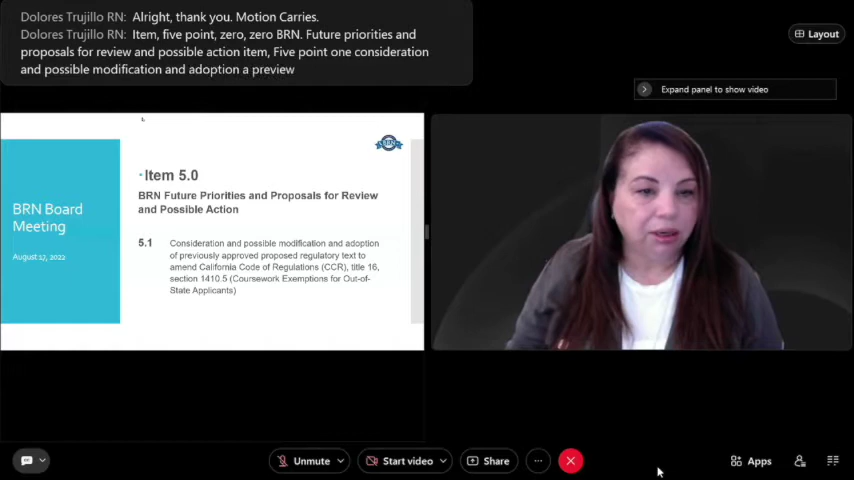 Dolores Trujillo RN: Alright, thank you. Motion Carries.
Dolores Trujillo RN: Item, five point, zero, zero BRN. Future priorities and
proposals for review and possible action item, Five point one consideration
and possible modification and adoption a preview
Layout
Expand panel to show video
BRN
BRN Board
Meeting
August 17, 2022
Item 5.0
BRN Future Priorities and Proposals for Review
and Possible Action
5.1 Consideration and possible modification and adoption
of previously approved proposed regulatory text to
amend California Code of Regulations (CCR), title 16,
section 1410.5 (Coursework Exemptions for Out-of-
State Applicants)
Unmute
Start video
Share
Apps